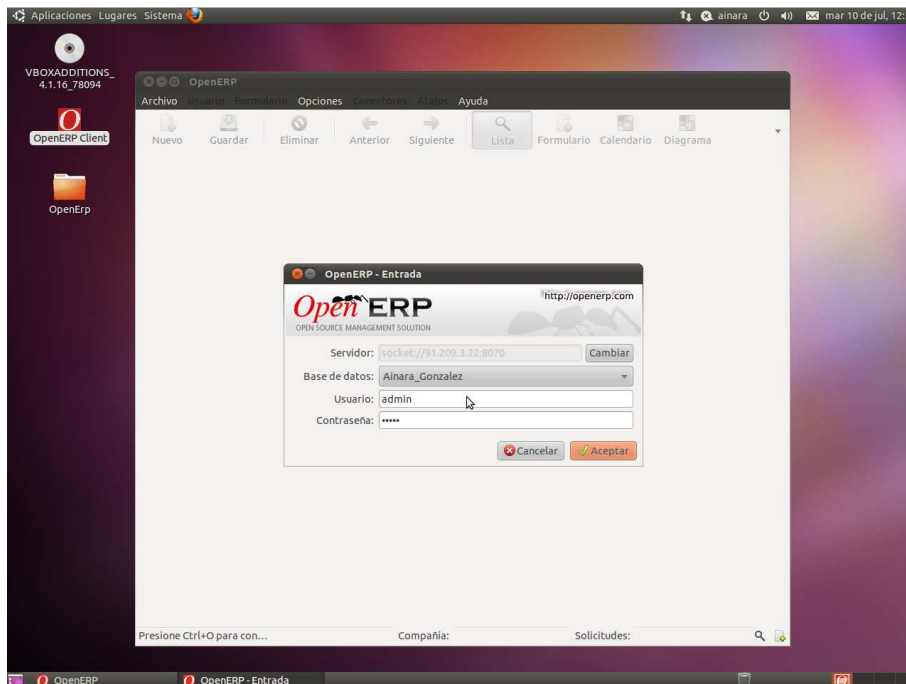 Aplicaciones Lugares Sistema ainara mar 10 de jul, 12:
VBOXADDITIONS_
4.1.16_78094
OpenERP Client
OpenErp
OpenERP
Archivo Usuario Formulario Opciones Conectores Atajos Ayuda
Nuevo Guardar Eliminar Anterior Siguiente Lista Formulario Calendario Diagrama
OpenERP - Entrada
Open ERP
OPEN SOURCE MANAGEMENT SOLUTION
http://openerp.com
Servidor: socket://91.209.3.22:8070 Cambiar
Base de datos: Ainara_Gonzalez
Usuario: admin
Contraseña: •••••
Cancelar Aceptar
Presione Ctrl+O para con... Compañía: Solicitudes:
OpenERP OpenERP - Entrada